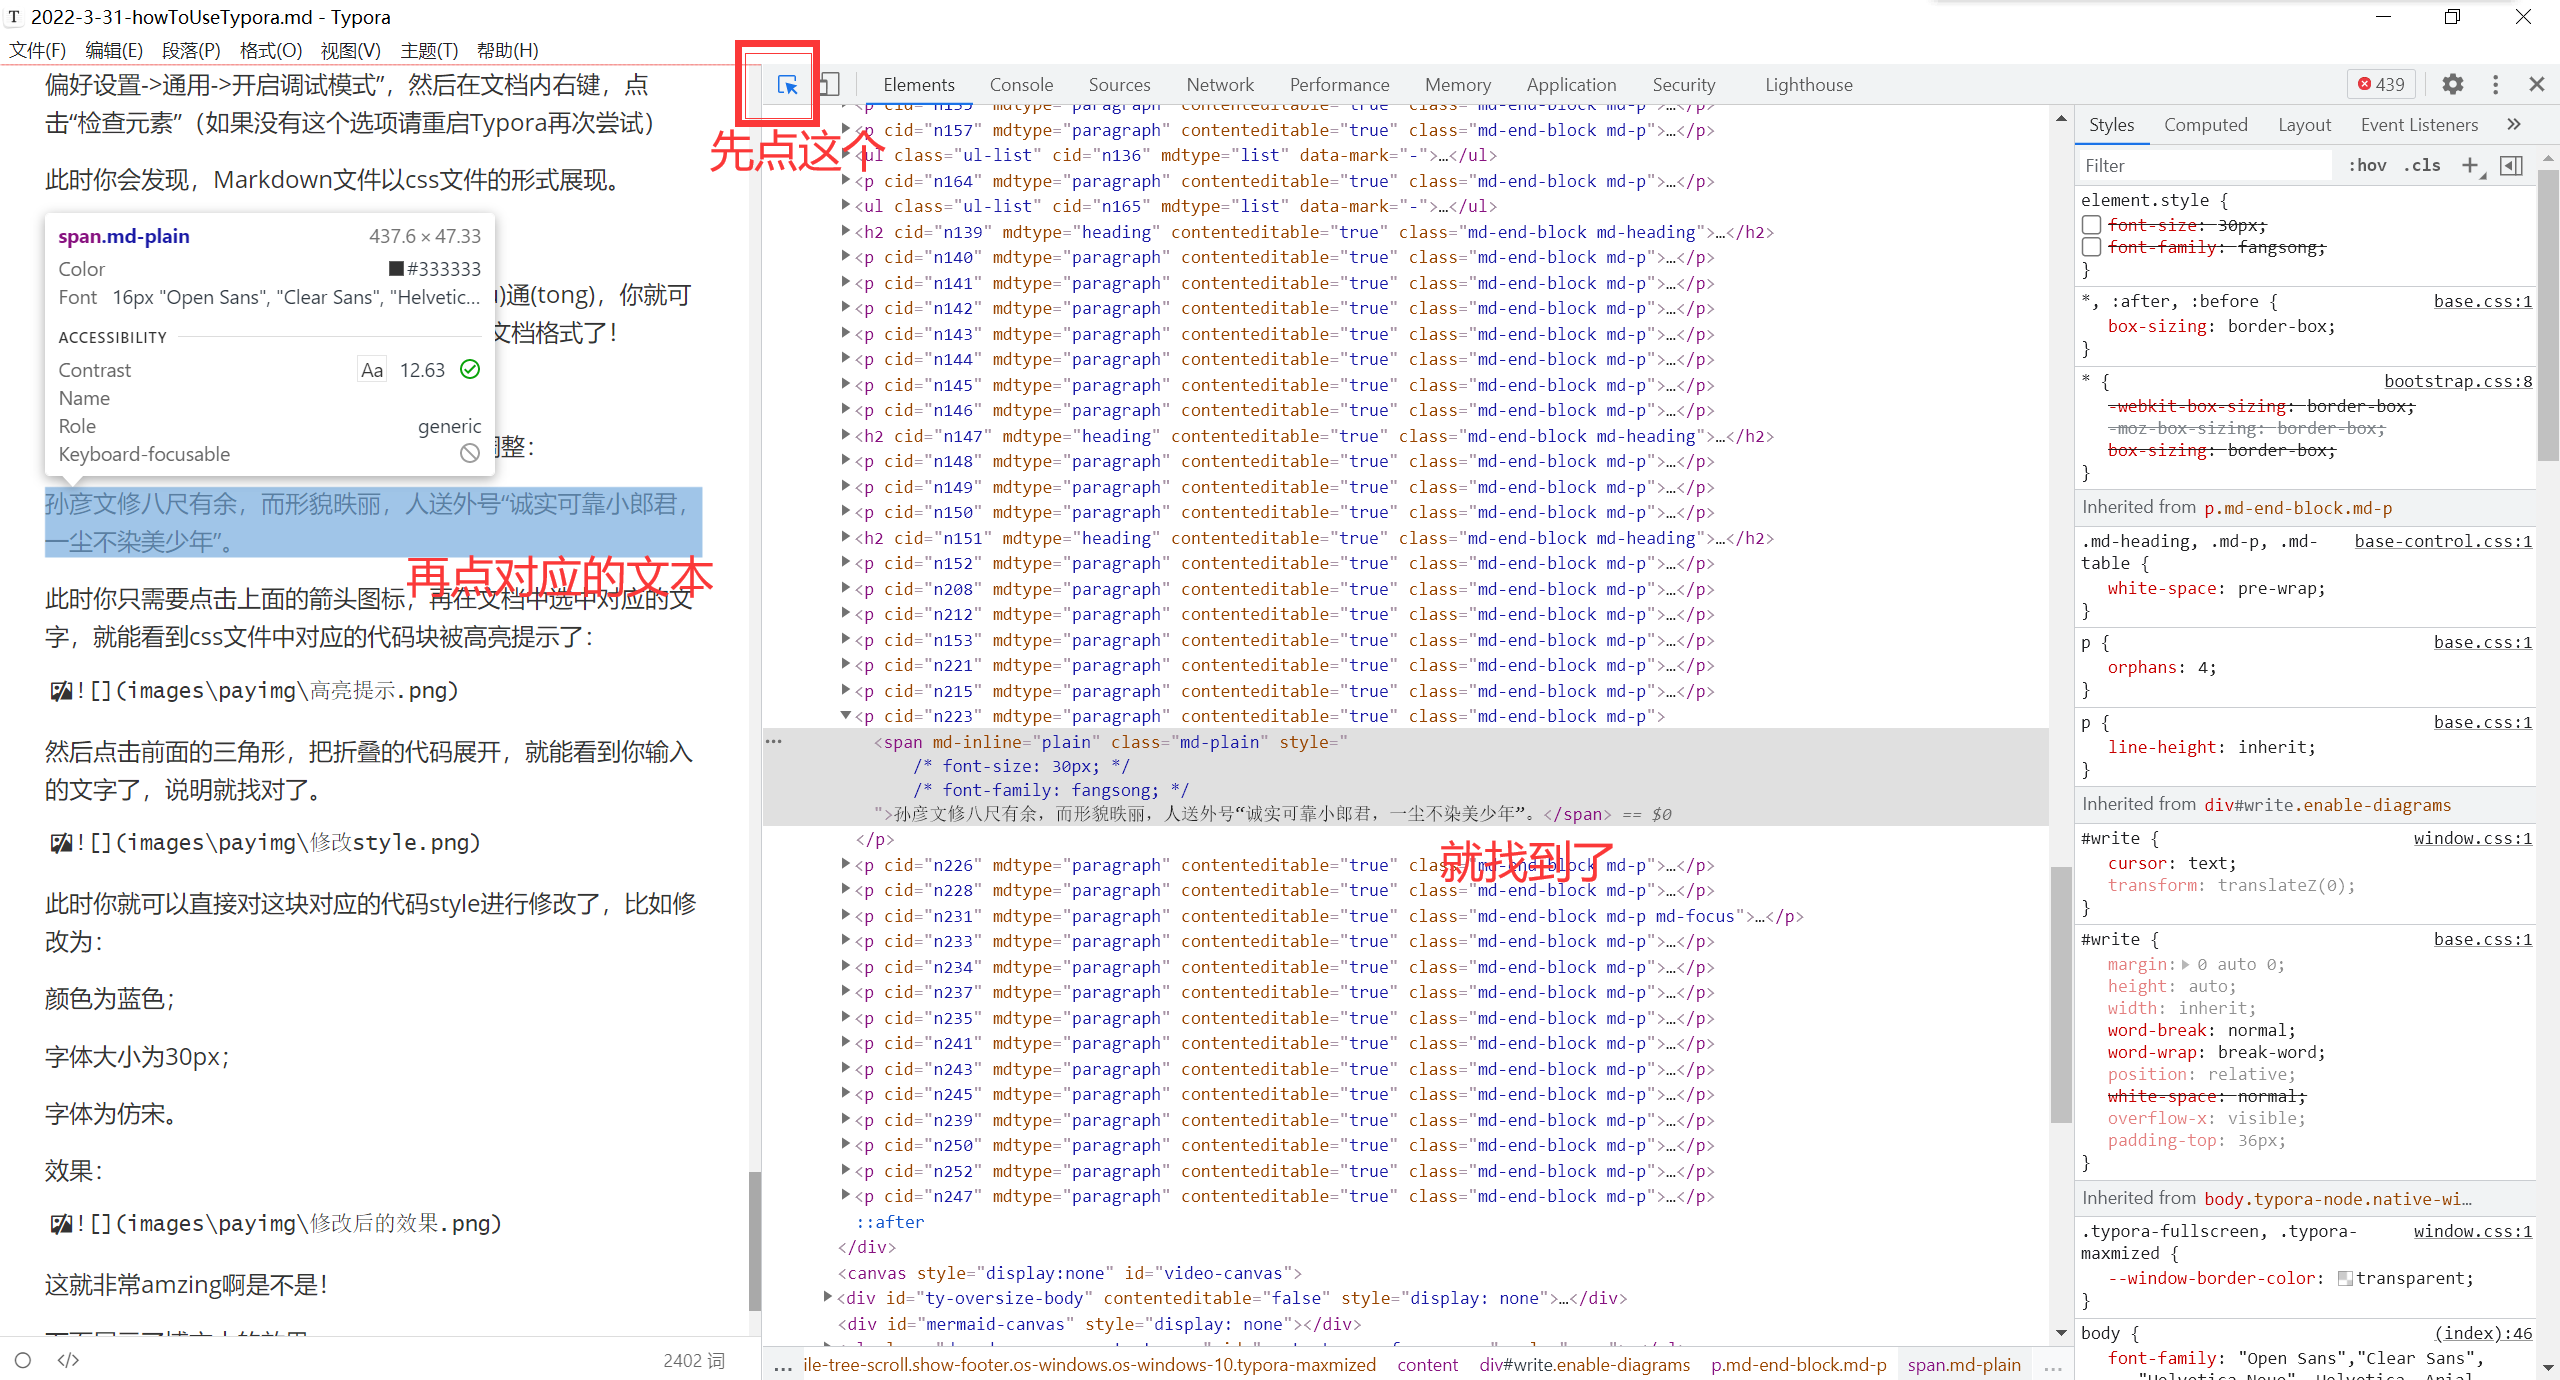 2022-3-31-howToUseTypora.md - Typora
文件(F) 编辑(E) 段落(P) 格式(O) 视图(V) 主题(T) 帮助(H)
偏好设置->通用->开启调试模式”，然后在文档内右键，点
击“检查元素”（如果没有这个选项请重启Typora再次尝试）
此时你会发现，Markdown文件以css文件的形式展现。
span.md-plain 437.6 × 47.33
Color #333333
Font 16px "Open Sans", "Clear Sans", "Helvetic...
ACCESSIBILITY
Contrast Aa 12.63
Name
Role generic
Keyboard-focusable
)通(tong)，你就可
文档格式了！
调整：
孙彦文修八尺有余，而形貌昳丽，人送外号“诚实可靠小郎君，
一尘不染美少年”。
再点对应的文本
此时你只需要点击上面的箭头图标，再在文档中选中对应的文
字，就能看到css文件中对应的代码块被高亮提示了：
![](images\payimg\高亮提示.png)
然后点击前面的三角形，把折叠的代码展开，就能看到你输入
的文字了，说明就找对了。
![](images\payimg\修改style.png)
此时你就可以直接对这块对应的代码style进行修改了，比如修
改为：
颜色为蓝色；
字体大小为30px；
字体为仿宋。
效果：
![](images\payimg\修改后的效果.png)
这就非常amzing啊是不是！
</> 2402 词
先点这个
Elements Console Sources Network Performance Memory Application Security Lighthouse 439
<p cid="n155" mdtype="paragraph" contenteditable="true" class="md-end-block md-p">…</p>
<p cid="n157" mdtype="paragraph" contenteditable="true" class="md-end-block md-p">…</p>
<ul class="ul-list" cid="n136" mdtype="list" data-mark="-">…</ul>
<p cid="n164" mdtype="paragraph" contenteditable="true" class="md-end-block md-p">…</p>
<ul class="ul-list" cid="n165" mdtype="list" data-mark="-">…</ul>
<h2 cid="n139" mdtype="heading" contenteditable="true" class="md-end-block md-heading">…</h2>
<p cid="n140" mdtype="paragraph" contenteditable="true" class="md-end-block md-p">…</p>
<p cid="n141" mdtype="paragraph" contenteditable="true" class="md-end-block md-p">…</p>
<p cid="n142" mdtype="paragraph" contenteditable="true" class="md-end-block md-p">…</p>
<p cid="n143" mdtype="paragraph" contenteditable="true" class="md-end-block md-p">…</p>
<p cid="n144" mdtype="paragraph" contenteditable="true" class="md-end-block md-p">…</p>
<p cid="n145" mdtype="paragraph" contenteditable="true" class="md-end-block md-p">…</p>
<p cid="n146" mdtype="paragraph" contenteditable="true" class="md-end-block md-p">…</p>
<h2 cid="n147" mdtype="heading" contenteditable="true" class="md-end-block md-heading">…</h2>
<p cid="n148" mdtype="paragraph" contenteditable="true" class="md-end-block md-p">…</p>
<p cid="n149" mdtype="paragraph" contenteditable="true" class="md-end-block md-p">…</p>
<p cid="n150" mdtype="paragraph" contenteditable="true" class="md-end-block md-p">…</p>
<h2 cid="n151" mdtype="heading" contenteditable="true" class="md-end-block md-heading">…</h2>
<p cid="n152" mdtype="paragraph" contenteditable="true" class="md-end-block md-p">…</p>
<p cid="n208" mdtype="paragraph" contenteditable="true" class="md-end-block md-p">…</p>
<p cid="n212" mdtype="paragraph" contenteditable="true" class="md-end-block md-p">…</p>
<p cid="n153" mdtype="paragraph" contenteditable="true" class="md-end-block md-p">…</p>
<p cid="n221" mdtype="paragraph" contenteditable="true" class="md-end-block md-p">…</p>
<p cid="n215" mdtype="paragraph" contenteditable="true" class="md-end-block md-p">…</p>
<p cid="n223" mdtype="paragraph" contenteditable="true" class="md-end-block md-p">
<span md-inline="plain" class="md-plain" style="
/* font-size: 30px; */
/* font-family: fangsong; */
">孙彦文修八尺有余，而形貌昳丽，人送外号“诚实可靠小郎君，一尘不染美少年”。</span> == $0
</p>
就找到了
<p cid="n226" mdtype="paragraph" contenteditable="true" class="md-end-block md-p">…</p>
<p cid="n228" mdtype="paragraph" contenteditable="true" class="md-end-block md-p">…</p>
<p cid="n231" mdtype="paragraph" contenteditable="true" class="md-end-block md-p md-focus">…</p>
<p cid="n233" mdtype="paragraph" contenteditable="true" class="md-end-block md-p">…</p>
<p cid="n234" mdtype="paragraph" contenteditable="true" class="md-end-block md-p">…</p>
<p cid="n237" mdtype="paragraph" contenteditable="true" class="md-end-block md-p">…</p>
<p cid="n235" mdtype="paragraph" contenteditable="true" class="md-end-block md-p">…</p>
<p cid="n241" mdtype="paragraph" contenteditable="true" class="md-end-block md-p">…</p>
<p cid="n243" mdtype="paragraph" contenteditable="true" class="md-end-block md-p">…</p>
<p cid="n245" mdtype="paragraph" contenteditable="true" class="md-end-block md-p">…</p>
<p cid="n239" mdtype="paragraph" contenteditable="true" class="md-end-block md-p">…</p>
<p cid="n250" mdtype="paragraph" contenteditable="true" class="md-end-block md-p">…</p>
<p cid="n252" mdtype="paragraph" contenteditable="true" class="md-end-block md-p">…</p>
<p cid="n247" mdtype="paragraph" contenteditable="true" class="md-end-block md-p">…</p>
::after
</div>
<canvas style="display:none" id="video-canvas">
<div id="ty-oversize-body" contenteditable="false" style="display: none">…</div>
<div id="mermaid-canvas" style="display: none"></div>
... ile-tree-scroll.show-footer.os-windows.os-windows-10.typora-maxmized content div#write.enable-diagrams p.md-end-block.md-p span.md-plain ...
Styles Computed Layout Event Listeners »
Filter :hov .cls +
element.style {
font-size: 30px;
font-family: fangsong;
}
*, :after, :before { base.css:1
box-sizing: border-box;
}
* { bootstrap.css:8
-webkit-box-sizing: border-box;
-moz-box-sizing: border-box;
box-sizing: border-box;
}
Inherited from p.md-end-block.md-p
.md-heading, .md-p, .md- base-control.css:1
table {
white-space: pre-wrap;
}
p { base.css:1
orphans: 4;
}
p { base.css:1
line-height: inherit;
}
Inherited from div#write.enable-diagrams
#write { window.css:1
cursor: text;
transform: translateZ(0);
}
#write { base.css:1
margin: 0 auto 0;
height: auto;
width: inherit;
word-break: normal;
word-wrap: break-word;
position: relative;
white-space: normal;
overflow-x: visible;
padding-top: 36px;
}
Inherited from body.typora-node.native-wi…
.typora-fullscreen, .typora- window.css:1
maxmized {
--window-border-color: transparent;
}
body { (index):46
font-family: "Open Sans","Clear Sans",
"Helvetica Neue", Helvetica, Arial,